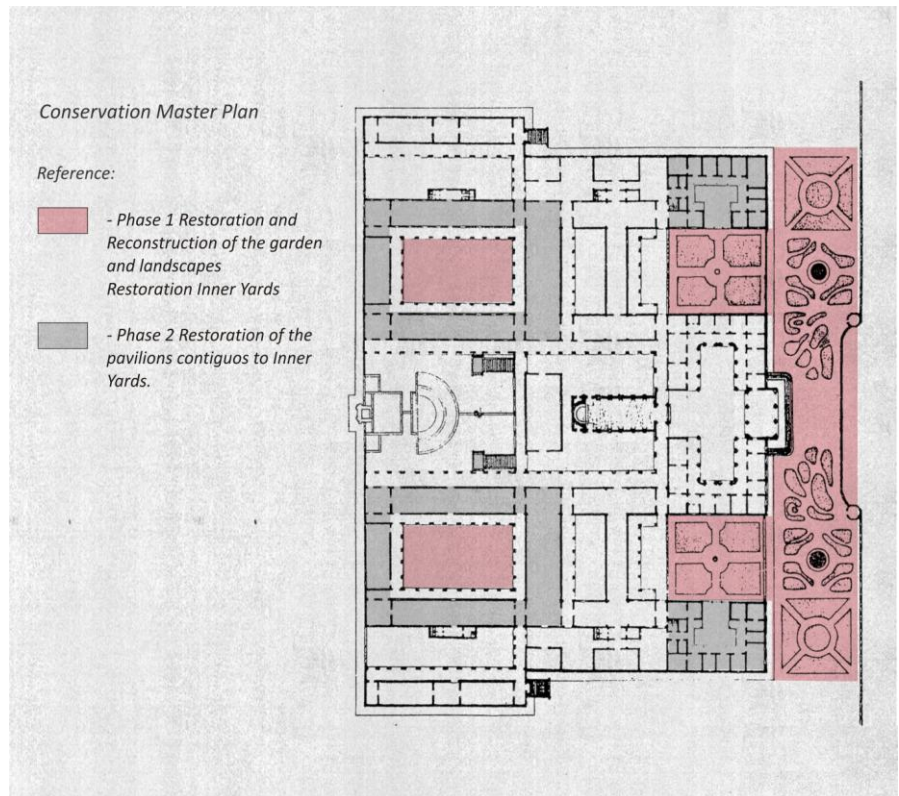 Conservation Master Plan
Reference:
- Phase 1 Restoration and
Reconstruction of the garden
and landscapes
Restoration Inner Yards
- Phase 2 Restoration of the
pavilions contiguos to Inner
Yards.